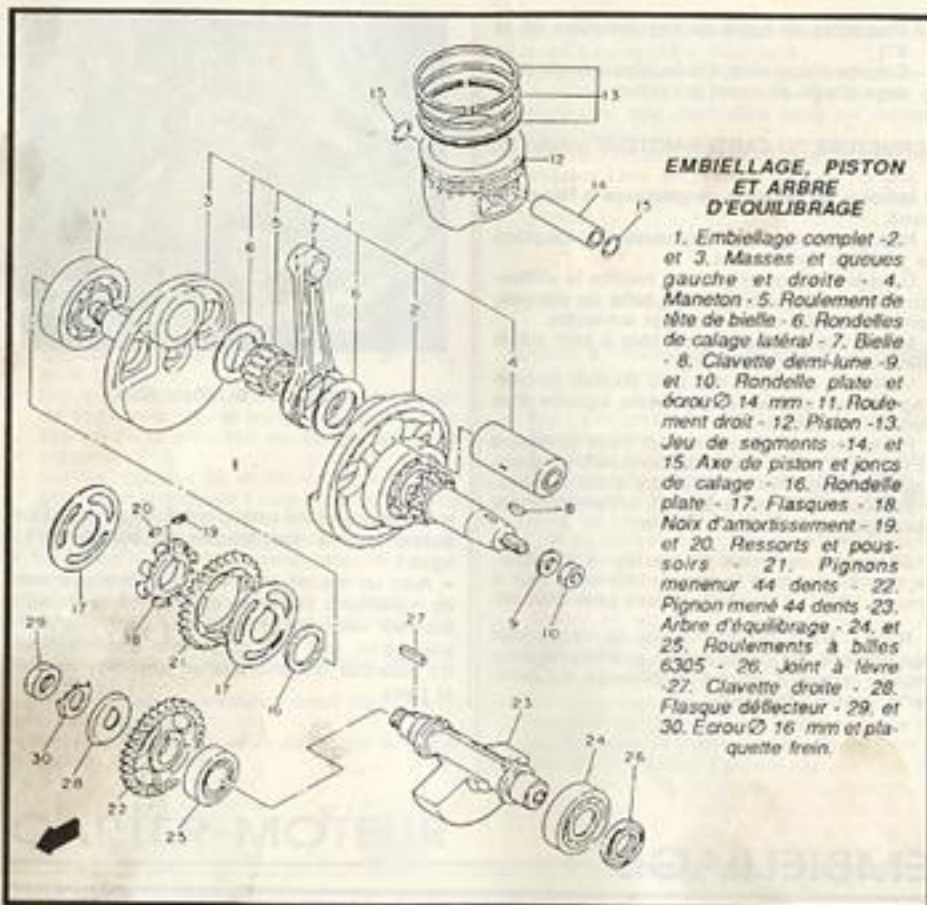 EMBIELLAGE, PISTON
ET ARBRE
D'EQUILIBRAGE
1. Embiellage complet -2.
et 3. Masses et queues
gauche et droite - 4.
Maneton - 5. Roulement de
tête de bielle - 6. Rondelles
de calage latéral - 7. Bielle
- 8. Clavette demi-lune -9.
et 10. Rondelle plate et
écrou Ø 14 mm - 11. Roule-
ment droit - 12. Piston -13.
Jeu de segments -14. et
15. Axe de piston et joncs
de calage - 16. Rondelle
plate - 17. Flasques - 18.
Noix d'amortissement - 19.
et 20. Ressorts et pous-
soirs - 21. Pignons
menenur 44 dents - 22.
Pignon mené 44 dents -23.
Arbre d'équilibrage - 24. et
25. Roulements à billes
6305 - 26. Joint à lèvre
-27. Clavette droite - 28.
Flasque déflecteur - 29. et
30. Ecrou Ø 16 mm et pla-
quette frein.
15
13
12
14
15
11
3
6
5
7
1
6
2
4
8
9
10
20
19
17
18
21
17
16
29
30
28
22
25
27
23
24
26